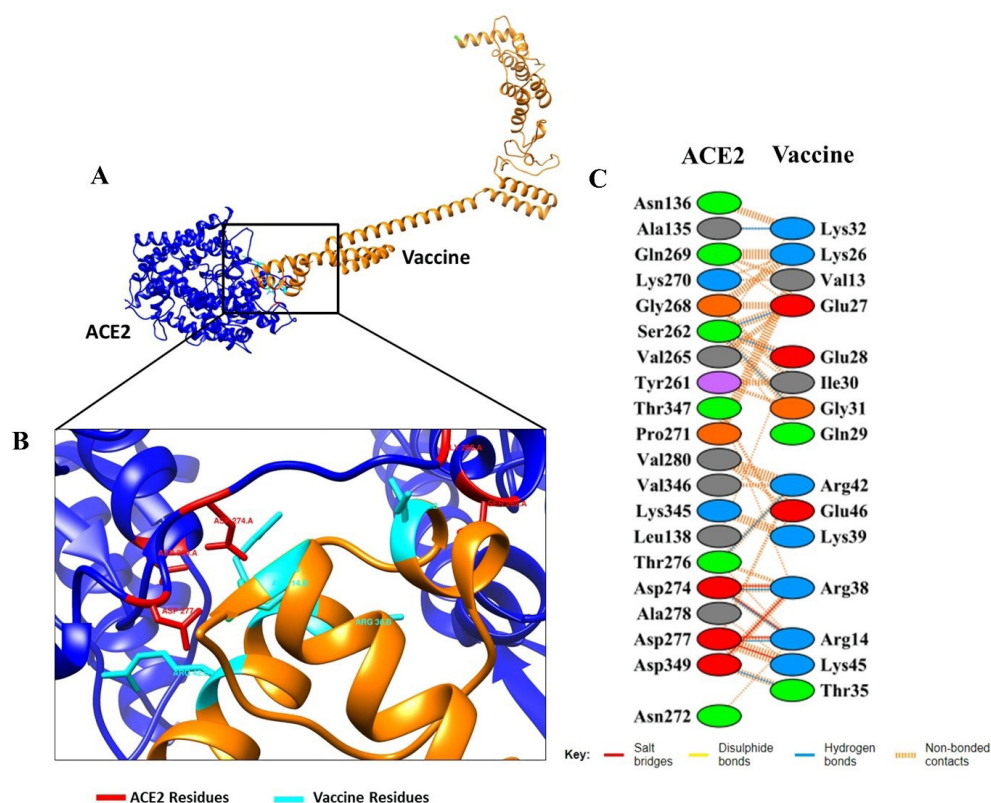 A
ACE2
Vaccine
B
ASP 274.A
ASP 277
ARG 36.B
ACE2 Residues
Vaccine Residues
C
ACE2 Vaccine
Asn136
Ala135 Lys32
Gln269 Lys26
Lys270 Val13
Gly268 Glu27
Ser262
Val265 Glu28
Tyr261 Ile30
Thr347 Gly31
Pro271 Gln29
Val280
Val346 Arg42
Lys345 Glu46
Leu138 Lys39
Thr276
Asp274 Arg38
Ala278
Asp277 Arg14
Asp349 Lys45
Thr35
Asn272
Key: Salt bridges Disulphide bonds Hydrogen bonds Non-bonded contacts